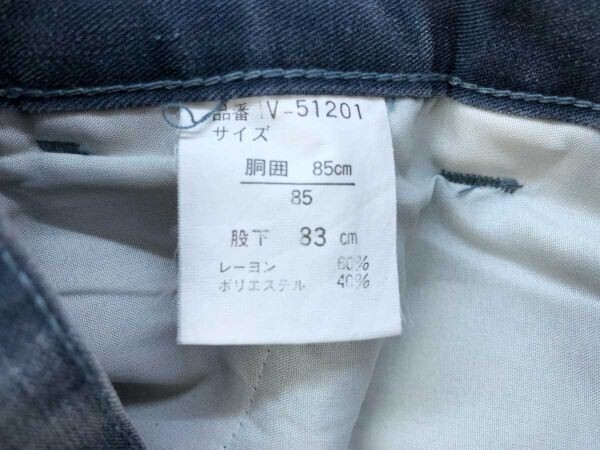 品番 IV-51201
サイズ
胴囲 85cm
85
股下 83 cm
レーヨン 60%
ポリエステル 40%